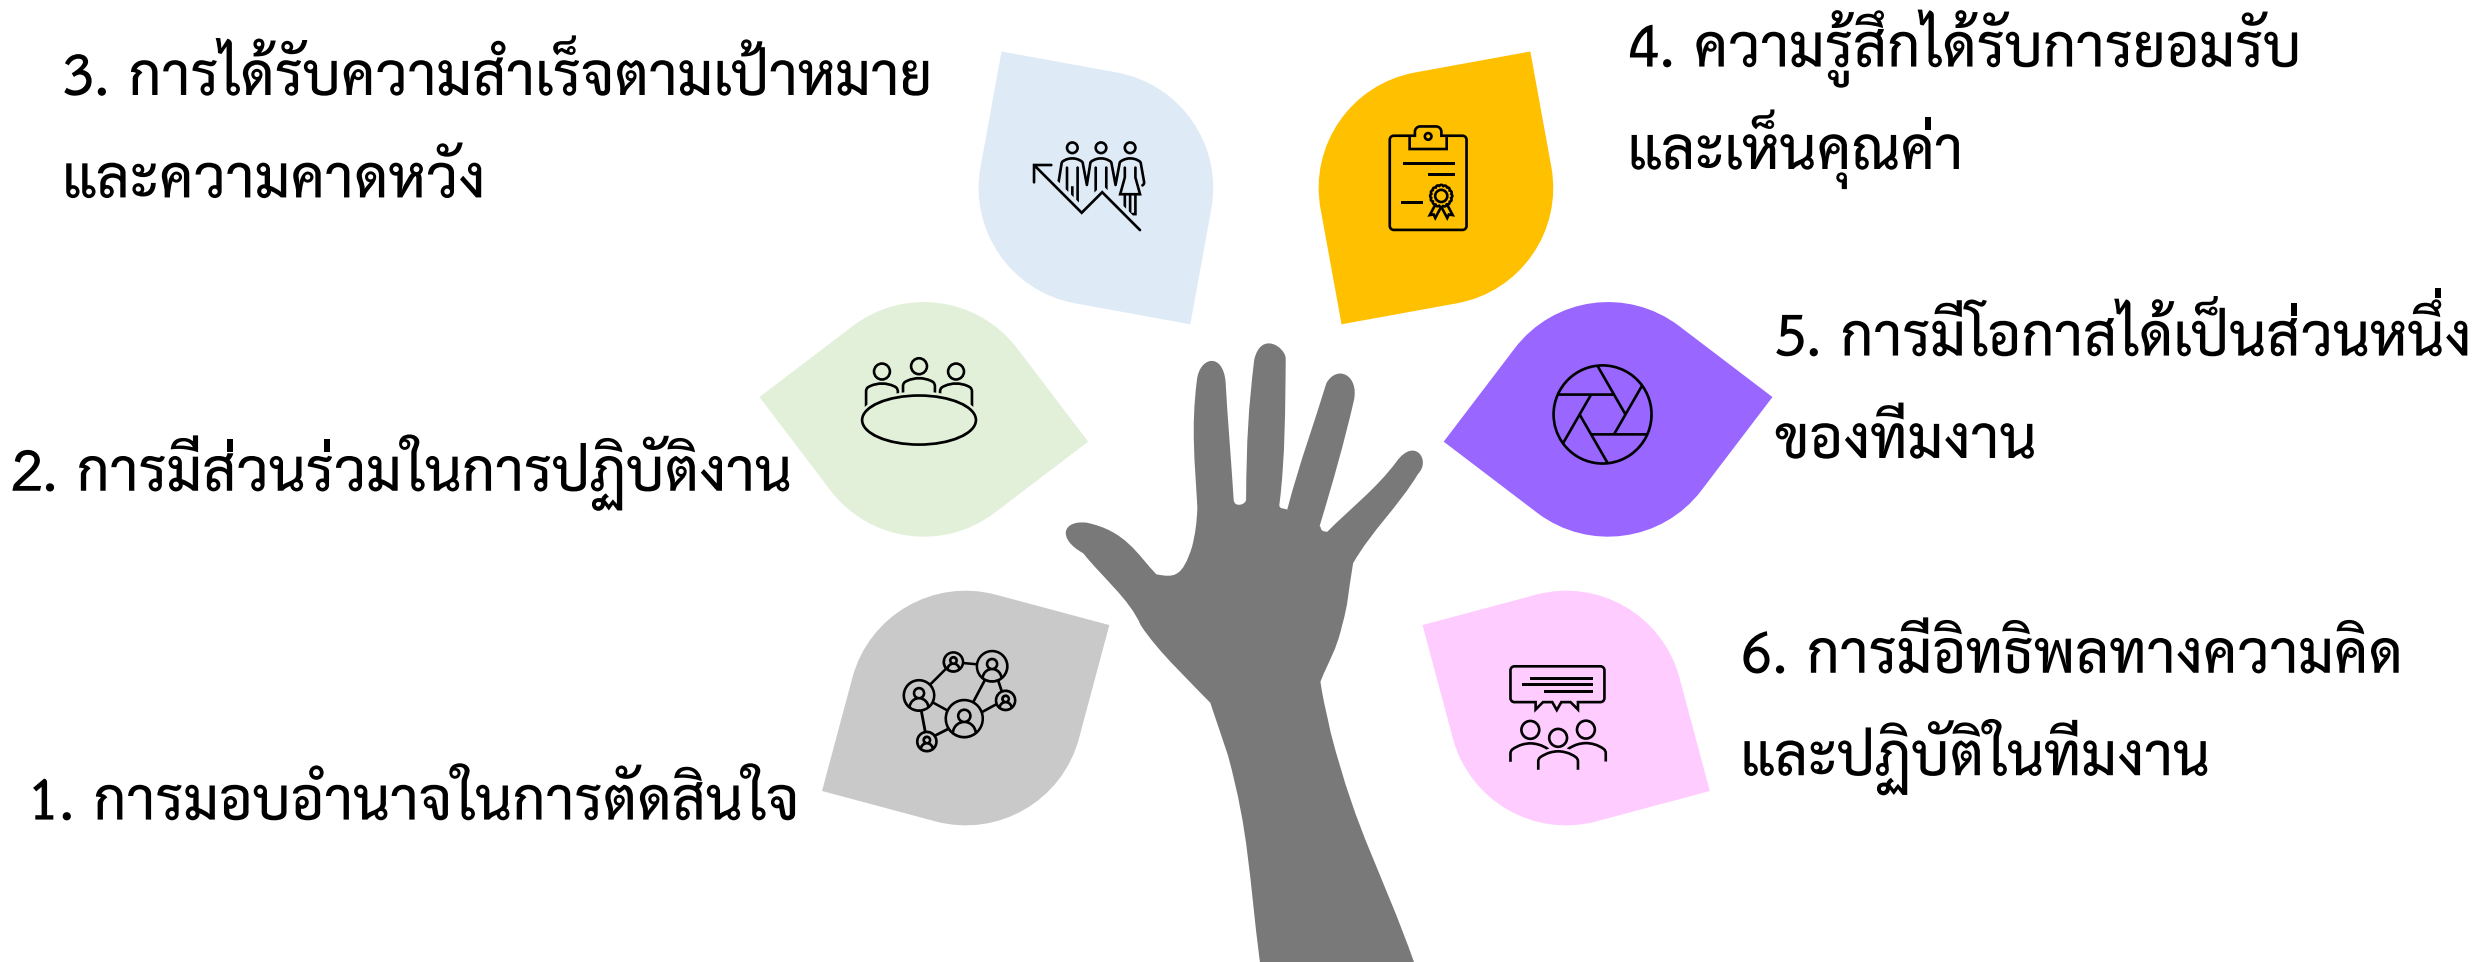 3. การได้รับความสำเร็จตามเป้าหมาย
และความคาดหวัง
4. ความรู้สึกได้รับการยอมรับ
และเห็นคุณค่า
2. การมีส่วนร่วมในการปฏิบัติงาน
5. การมีโอกาสได้เป็นส่วนหนึ่ง
ของทีมงาน
1. การมอบอำนาจในการตัดสินใจ
6. การมีอิทธิพลทางความคิด
และปฏิบัติในทีมงาน